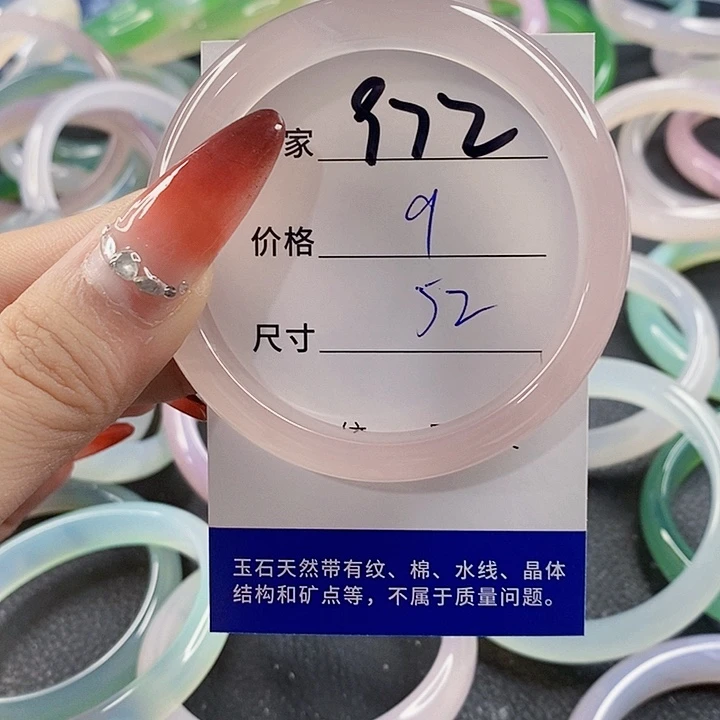 家 972
价格 9
尺寸 52
玉石天然带有纹、棉、水线、晶体
结构和矿点等，不属于质量问题。